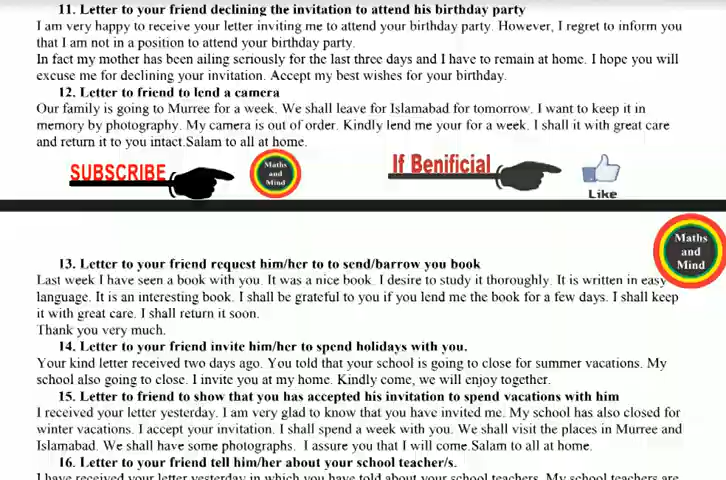 11. Letter to your friend declining the invitation to attend his birthday party
I am very happy to receive your letter inviting me to attend your birthday party. However, I regret to inform you
that I am not in a position to attend your birthday party.
In fact my mother has been ailing seriously for the last three days and I have to remain at home. I hope you will
excuse me for declining your invitation. Accept my best wishes for your birthday.
12. Letter to friend to lend a camera
Our family is going to Murree for a week. We shall leave for Islamabad for tomorrow. I want to keep it in
memory by photography. My camera is out of order. Kindly lend me your for a week. I shall it with great care
and return it to you intact.Salam to all at home.
SUBSCRIBE
Maths
and
Mind
If Benificial
Like
Maths
and
Mind
13. Letter to your friend request him/her to to send/barrow you book
Last week I have seen a book with you. It was a nice book. I desire to study it thoroughly. It is written in easy
language. It is an interesting book. I shall be grateful to you if you lend me the book for a few days. I shall keep
it with great care. I shall return it soon.
Thank you very much.
14. Letter to your friend invite him/her to spend holidays with you.
Your kind letter received two days ago. You told that your school is going to close for summer vacations. My
school also going to close. I invite you at my home. Kindly come, we will enjoy together.
15. Letter to friend to show that you has accepted his invitation to spend vacations with him
I received your letter yesterday. I am very glad to know that you have invited me. My school has also closed for
winter vacations. I accept your invitation. I shall spend a week with you. We shall visit the places in Murree and
Islamabad. We shall have some photographs. I assure you that I will come.Salam to all at home.
16. Letter to your friend tell him/her about your school teacher/s.
I have received your letter yesterday in which you have told about your school teachers. My school teachers are